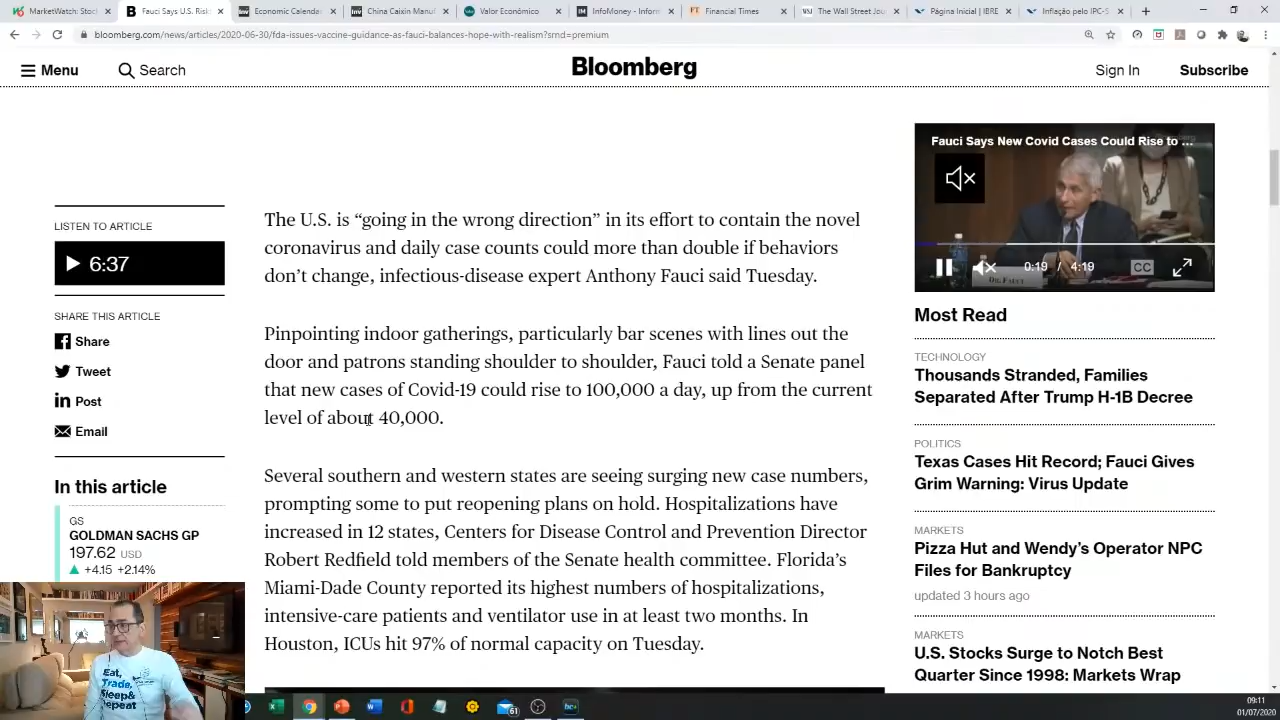 MarketWatch: Stoc
Fauci Says U.S. Risk
Economic Calenda
China Caixin Manuf
Valor Econômico
InfoMoney - Inform
Financial Times
The Wall Street Jou
Página Inicial | IBRE
Inflação pelo IPC-S
bloomberg.com/news/articles/2020-06-30/fda-issues-vaccine-guidance-as-fauci-balances-hope-with-realism?srnd=premium
Menu
Search
Bloomberg
Sign In
Subscribe
LISTEN TO ARTICLE
6:37
SHARE THIS ARTICLE
Share
Tweet
Post
Email
In this article
GS
GOLDMAN SACHS GP
197.62 USD
+4.15 +2.14%
The U.S. is “going in the wrong direction” in its effort to contain the novel
coronavirus and daily case counts could more than double if behaviors
don’t change, infectious-disease expert Anthony Fauci said Tuesday.
Pinpointing indoor gatherings, particularly bar scenes with lines out the
door and patrons standing shoulder to shoulder, Fauci told a Senate panel
that new cases of Covid-19 could rise to 100,000 a day, up from the current
level of about 40,000.
Several southern and western states are seeing surging new case numbers,
prompting some to put reopening plans on hold. Hospitalizations have
increased in 12 states, Centers for Disease Control and Prevention Director
Robert Redfield told members of the Senate health committee. Florida’s
Miami-Dade County reported its highest numbers of hospitalizations,
intensive-care patients and ventilator use in at least two months. In
Houston, ICUs hit 97% of normal capacity on Tuesday.
Fauci Says New Covid Cases Could Rise to ...
0:19 / 4:19
CC
DR. FAUCI
Most Read
TECHNOLOGY
Thousands Stranded, Families
Separated After Trump H-1B Decree
POLITICS
Texas Cases Hit Record; Fauci Gives
Grim Warning: Virus Update
MARKETS
Pizza Hut and Wendy’s Operator NPC
Files for Bankruptcy
updated 3 hours ago
MARKETS
U.S. Stocks Surge to Notch Best
Quarter Since 1998: Markets Wrap
Eat,
Trade,
Sleep&
Repeat
61
09:11
01/07/2020